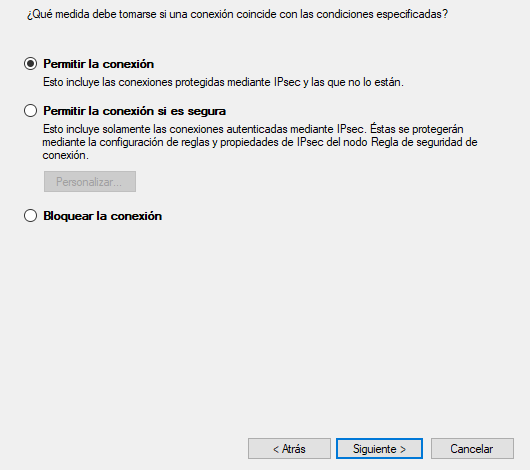 ¿Qué medida debe tomarse si una conexión coincide con las condiciones especificadas?
Permitir la conexión
Esto incluye las conexiones protegidas mediante IPsec y las que no lo están.
Permitir la conexión si es segura
Esto incluye solamente las conexiones autenticadas mediante IPsec. Éstas se protegerán
mediante la configuración de reglas y propiedades de IPsec del nodo Regla de seguridad de
conexión.
Personalizar...
Bloquear la conexión
< Atrás
Siguiente >
Cancelar